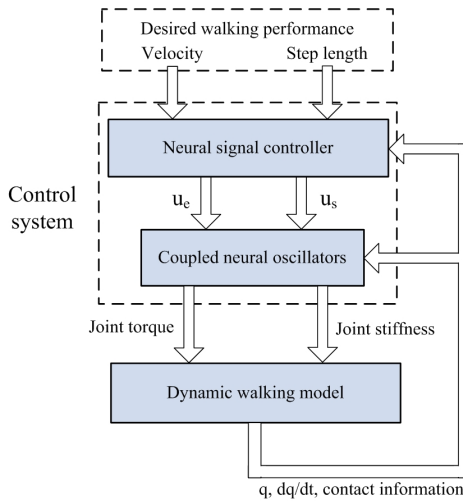 Desired walking performance
Velocity
Step length
Neural signal controller
Control
system
ue
us
Coupled neural oscillators
Joint torque
Joint stiffness
Dynamic walking model
q, dq/dt, contact information